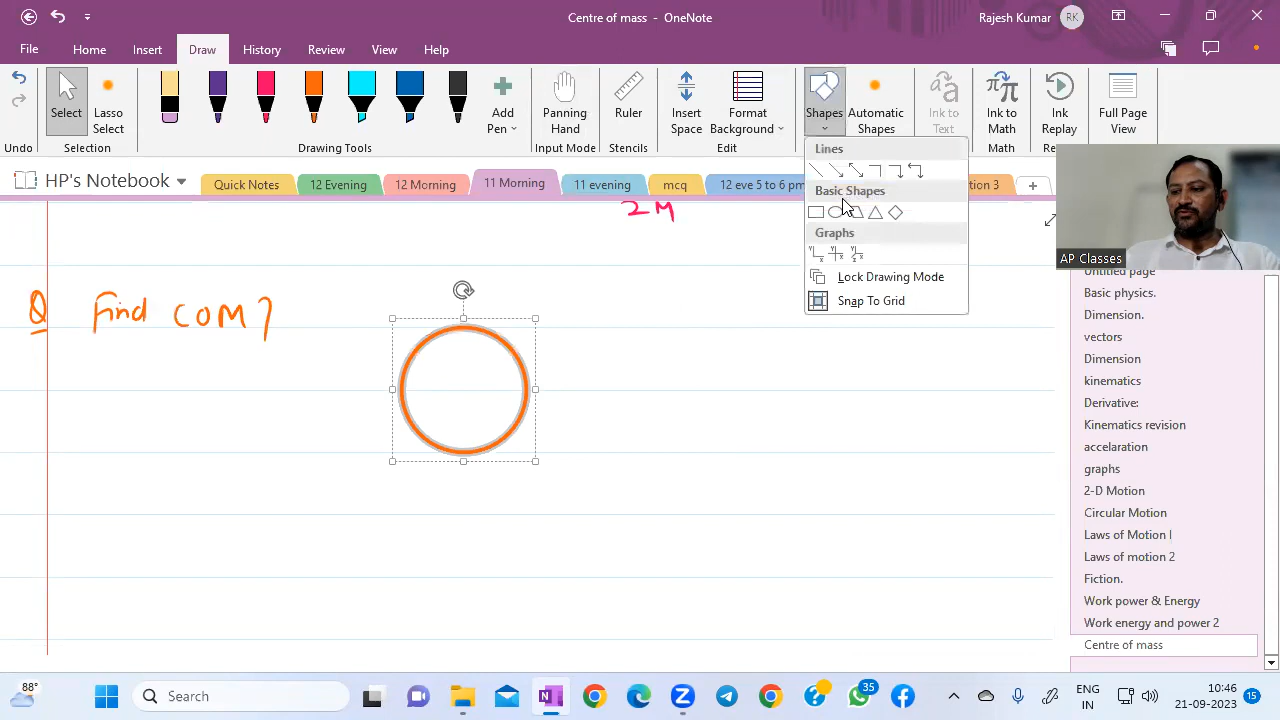 Centre of mass - OneNote
Rajesh Kumar
RK
File
Home
Insert
Draw
History
Review
View
Help
Select
Lasso Select
Add Pen
Panning Hand
Ruler
Insert Space
Format Background
Shapes
Automatic Shapes
Ink to Text
Ink to Math
Ink Replay
Full Page View
Undo
Selection
Drawing Tools
Input Mode
Stencils
Edit
Lines
Basic Shapes
Graphs
Lock Drawing Mode
Snap To Grid
HP's Notebook
Quick Notes
12 Evening
12 Morning
11 Morning
11 evening
mcq
12 eve 5 to 6 pm
3
AP Classes
2M
Q Find COM?
Untitled page
Basic physics.
Dimension.
vectors
Dimension
kinematics
Derivative:
Kinematics revision
accelaration
graphs
2-D Motion
Circular Motion
Laws of Motion I
Laws of motion 2
Fiction.
Work power & Energy
Work energy and power 2
Centre of mass
88°
Search
35
ENG
IN
10:46
21-09-2023
15